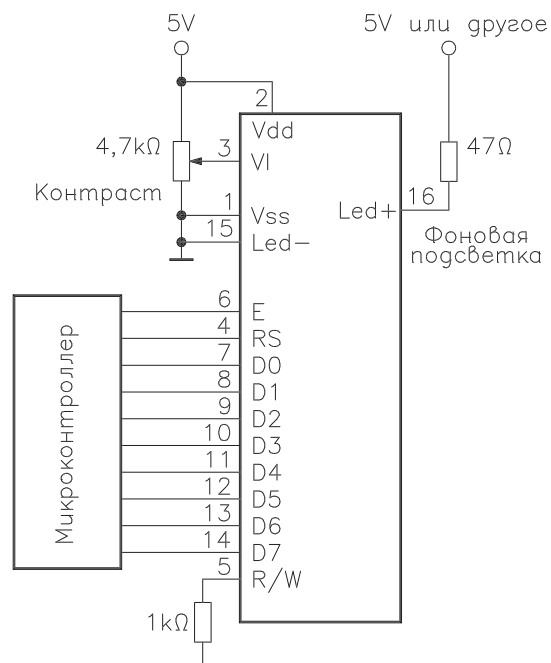 5V
5V или другое
2
Vdd
4,7kΩ
3
VI
47Ω
Контраст
1
Vss
16
Led+
15
Led-
Фоновая
подсветка
Микроконтроллер
6
E
4
RS
7
D0
8
D1
9
D2
10
D3
11
D4
12
D5
13
D6
14
D7
5
R/W
1kΩ